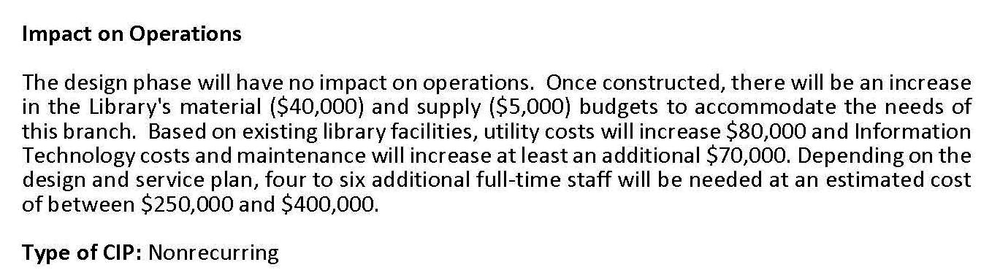 Impact on Operations
The design phase will have no impact on operations.  Once constructed, there will be an increase
in the Library's material ($40,000) and supply ($5,000) budgets to accommodate the needs of
this branch.  Based on existing library facilities, utility costs will increase $80,000 and Information
Technology costs and maintenance will increase at least an additional $70,000. Depending on the
design and service plan, four to six additional full-time staff will be needed at an estimated cost
of between $250,000 and $400,000.
Type of CIP: Nonrecurring